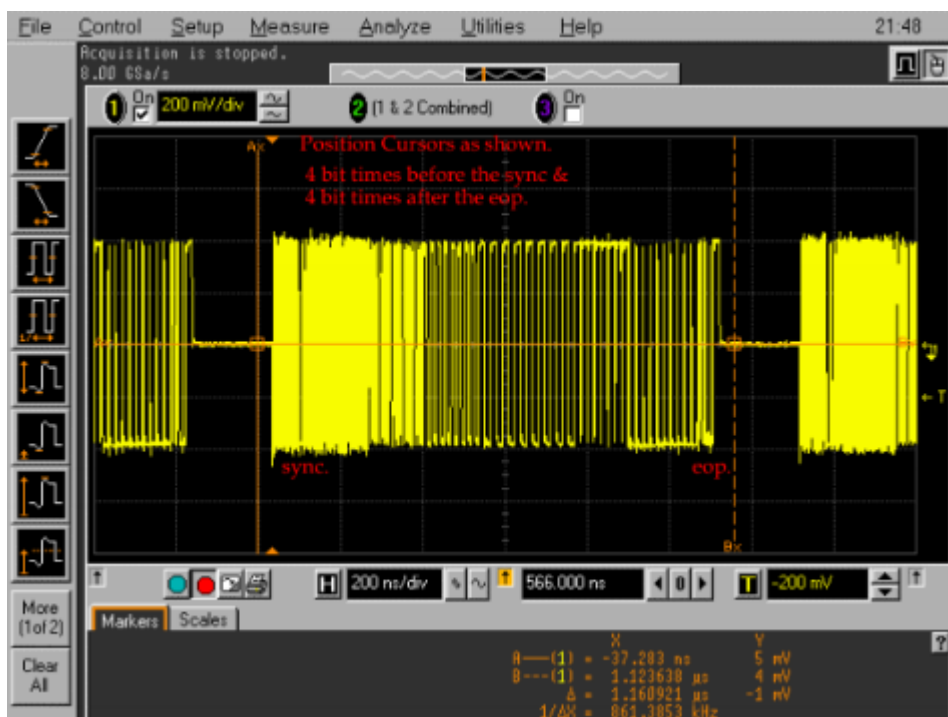 File Control Setup Measure Analyze Utilities Help 21:48
Acquisition is stopped.
8.00 GSa/s
1 On 200 mV/div 2 (1 & 2 Combined) 3 On
Ax
Position Cursors as shown.
4 bit times before the sync &
4 bit times after the eop.
T
sync. eop.
Bx
H 200 ns/div 566.000 ns 0 T -200 mV
More
(1of 2)
Clear
All
Markers Scales
X Y
A---(1) = -37.283 ns 5 mV
B---(1) = 1.123638 µs 4 mV
Δ = 1.160921 µs -1 mV
1/ΔX = 861.3853 kHz
?